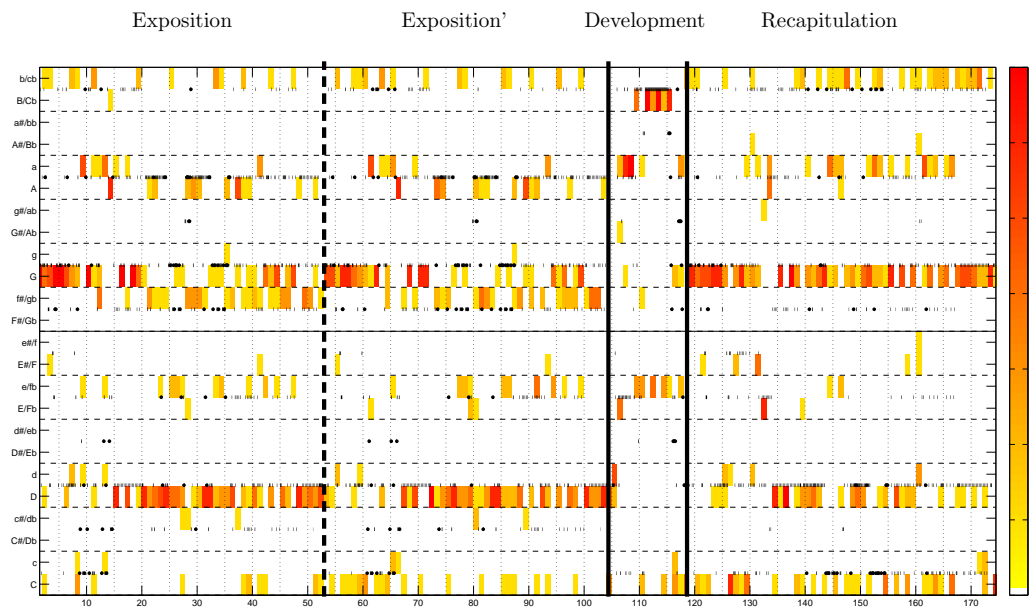 Exposition Exposition’ Development Recapitulation
b/cb
B/Cb
a#/bb
A#/Bb
a
A
g#/ab
G#/Ab
g
G
f#/gb
F#/Gb
e#/f
E#/F
e/fb
E/Fb
d#/eb
D#/Eb
d
D
c#/db
C#/Db
c
C
10 20 30 40 50 60 70 80 90 100 110 120 130 140 150 160 170